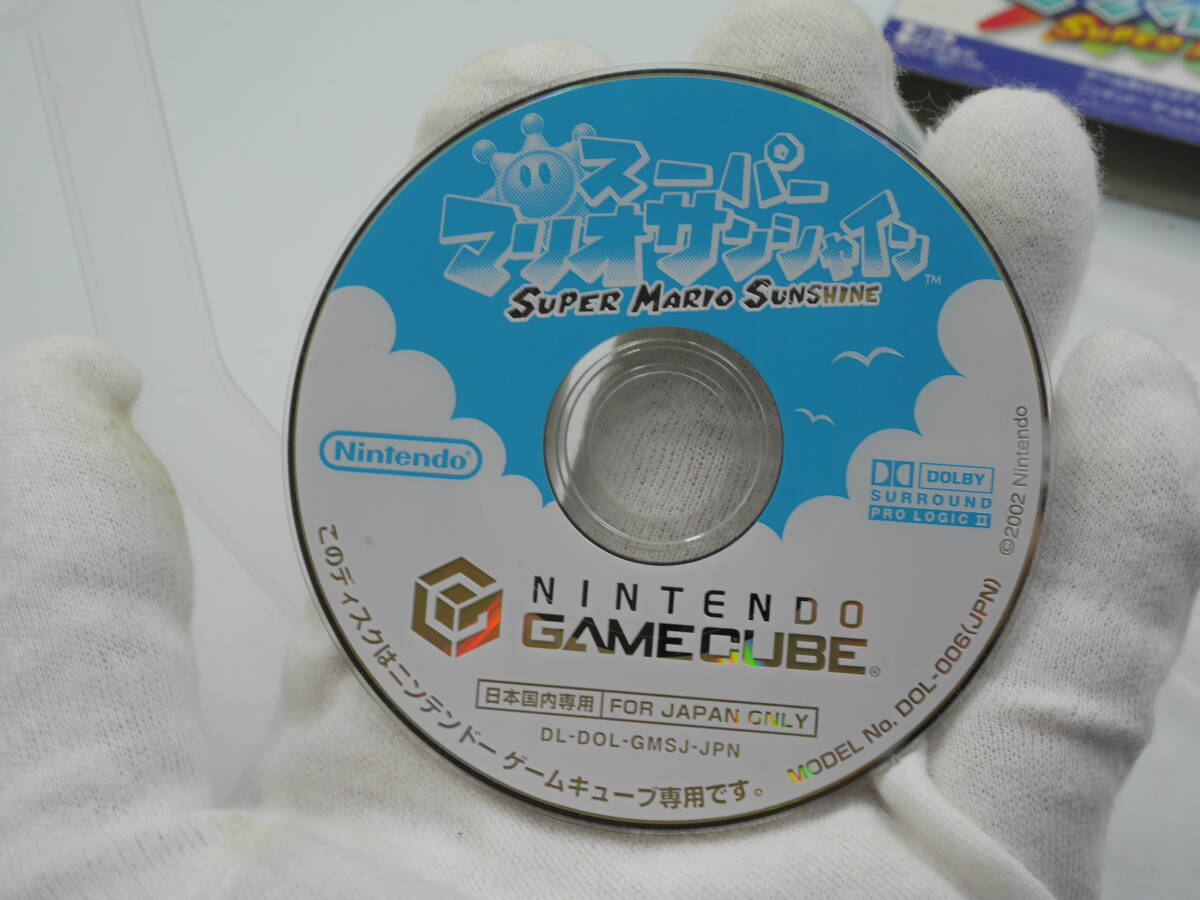 スーパー
マリオサンシャイン™
SUPER MARIO SUNSHINE
Nintendo®
DOLBY
SURROUND
PRO LOGIC II
©2002 Nintendo
NINTENDO
GAMECUBE®
日本国内専用 FOR JAPAN ONLY
DL-DOL-GMSJ-JPN
MODEL No. DOL-006(JPN)
このディスクはニンテンドー ゲームキューブ専用です。
SUPER